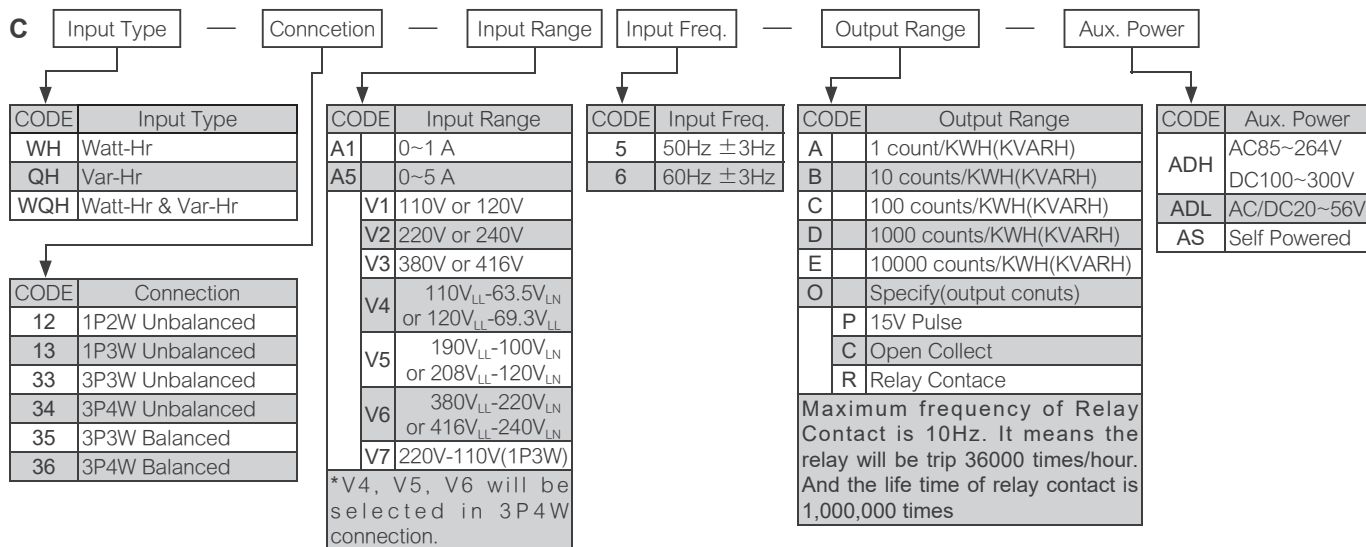 C Input Type — Conncetion — Input Range Input Freq. — Output Range — Aux. Power
CODE Input Type
WH Watt-Hr
QH Var-Hr
WQH Watt-Hr & Var-Hr
CODE Connection
12 1P2W Unbalanced
13 1P3W Unbalanced
33 3P3W Unbalanced
34 3P4W Unbalanced
35 3P3W Balanced
36 3P4W Balanced
CODE Input Range
A1 0~1 A
A5 0~5 A
V1 110V or 120V
V2 220V or 240V
V3 380V or 416V
V4 110VLL-63.5VLN
or 120VLL-69.3VLL
V5 190VLL-100VLN
or 208VLL-120VLN
V6 380VLL-220VLN
or 416VLL-240VLN
V7 220V-110V(1P3W)
*V4, V5, V6 will be
selected in 3P4W
connection.
CODE Input Freq.
5 50Hz ±3Hz
6 60Hz ±3Hz
CODE Output Range
A 1 count/KWH(KVARH)
B 10 counts/KWH(KVARH)
C 100 counts/KWH(KVARH)
D 1000 counts/KWH(KVARH)
E 10000 counts/KWH(KVARH)
O Specify(output conuts)
P 15V Pulse
C Open Collect
R Relay Contace
Maximum frequency of Relay
Contact is 10Hz. It means the
relay will be trip 36000 times/hour.
And the life time of relay contact is
1,000,000 times
CODE Aux. Power
ADH AC85~264V
DC100~300V
ADL AC/DC20~56V
AS Self Powered